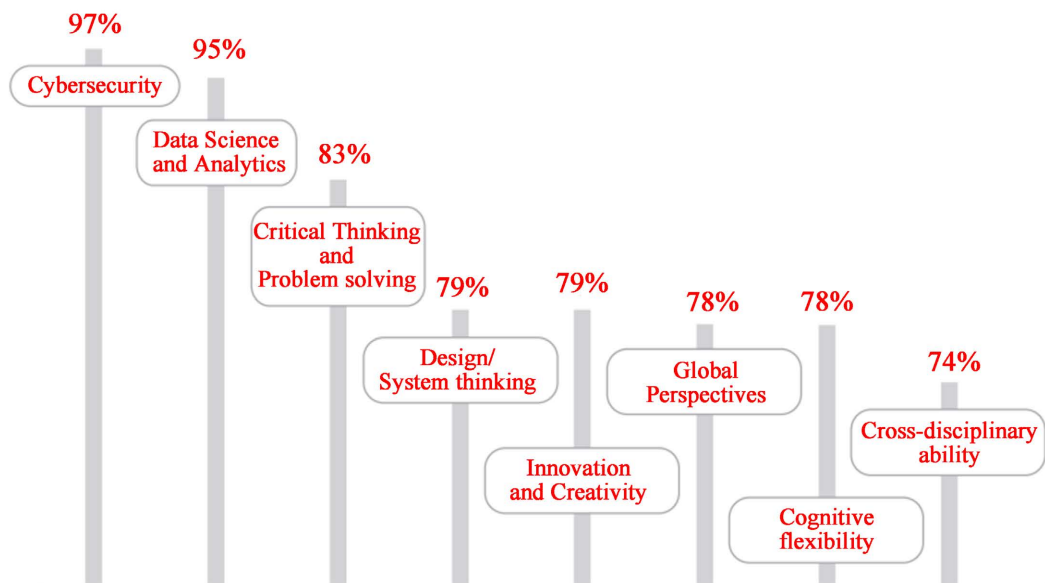 97%
Cybersecurity
95%
Data Science
and Analytics
83%
Critical Thinking
and
Problem solving
79%
Design/
System thinking
79%
Innovation
and Creativity
78%
Global
Perspectives
78%
Cognitive
flexibility
74%
Cross-disciplinary
ability